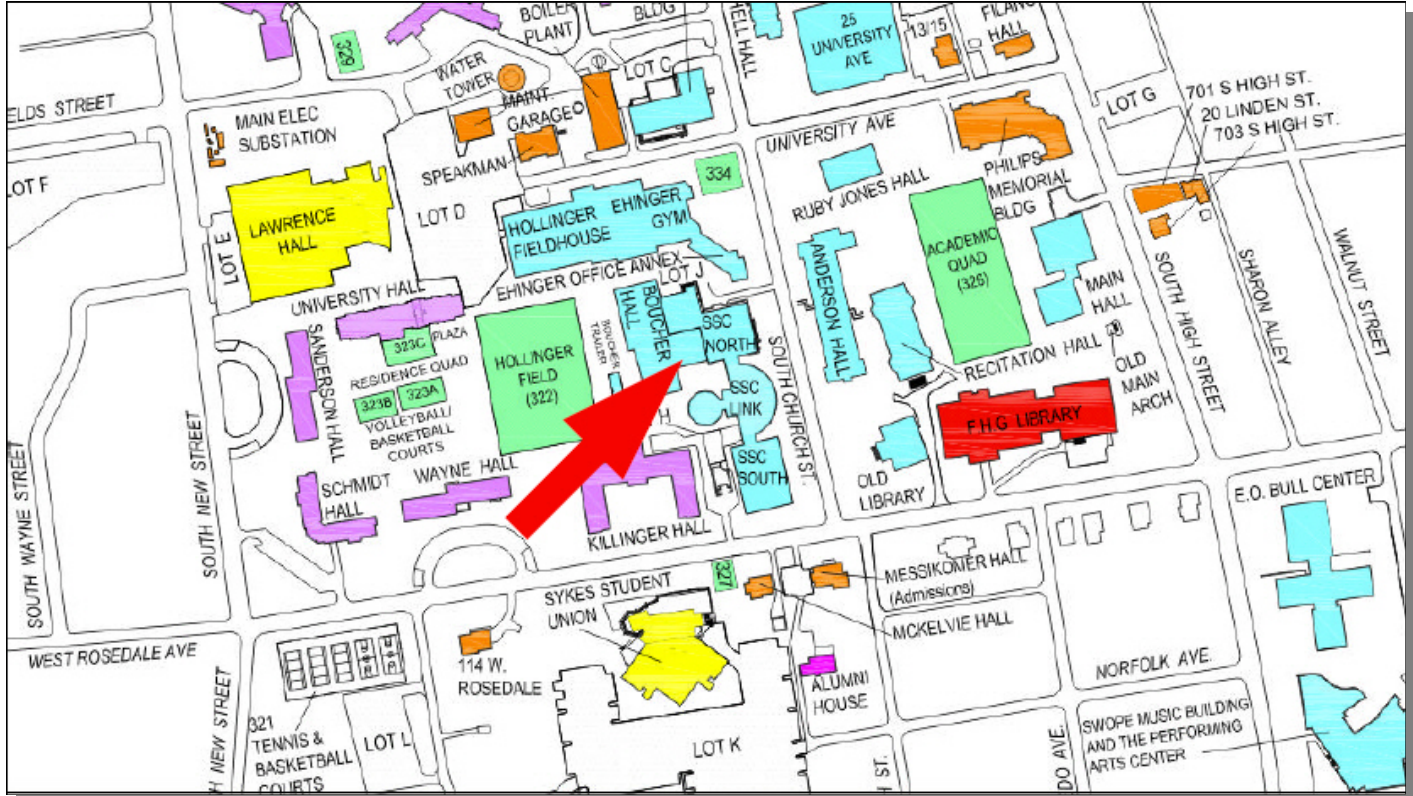 BOILER
PLANT
BLDG
25
UNIVERSITY
AVE
13/15
HALL
329
WATER
TOWER
LOT C
MAINT.
GARAGE
SPEAKMAN
MAIN ELEC
SUBSTATION
STREET
LOT F
LOT G
701 S HIGH ST.
20 LINDEN ST.
703 S HIGH ST.
UNIVERSITY AVE
PHILIPS
MEMORIAL
BLDG
RUBY JONES HALL
334
LAWRENCE
HALL
LOT E
LOT D
HOLLINGER
FIELDHOUSE
EHINGER
GYM
EHINGER OFFICE ANNEX
LOT J
ACADEMIC
QUAD
(326)
ANDERSON HALL
MAIN
HALL
SHARON ALLEY
WALNUT STREET
SOUTH HIGH STREET
UNIVERSITY HALL
323C
PLAZA
RESIDENCE QUAD
323B
323A
VOLLEYBALL/
BASKETBALL
COURTS
SANDERSON HALL
HOLLINGER
FIELD
(322)
BOUCHER
TRAILER
BOUCHER
HALL
SSC
NORTH
SSC
LINK
SSC
SOUTH
SOUTH CHURCH ST.
RECITATION HALL
OLD
MAIN
ARCH
F.H.G LIBRARY
OLD
LIBRARY
E.O. BULL CENTER
SOUTH WAYNE STREET
SOUTH NEW STREET
SCHMIDT
HALL
WAYNE HALL
KILLINGER HALL
SYKES STUDENT
UNION
327
MESSIKOMER HALL
(Admissions)
MCKELVIE HALL
WEST ROSEDALE AVE
114 W.
ROSEDALE
ALUMNI
HOUSE
NORFOLK AVE.
321
TENNIS &
BASKETBALL
COURTS
LOT L
LOT K
NEW STREET
SWOPE MUSIC BUILDING
AND THE PERFORMING
ARTS CENTER